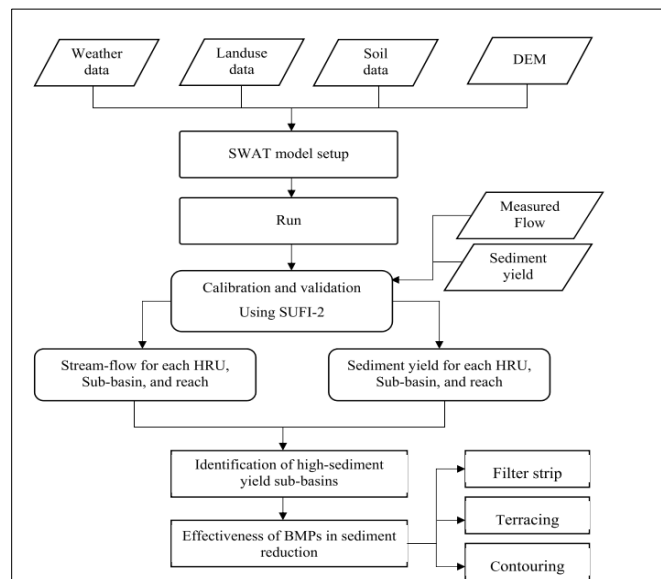 Weather
data
Landuse
data
Soil
data
DEM
SWAT model setup
Run
Measured
Flow
Sediment
yield
Calibration and validation
Using SUFI-2
Stream-flow for each HRU,
Sub-basin, and reach
Sediment yield for each HRU,
Sub-basin, and reach
Identification of high-sediment
yield sub-basins
Effectiveness of BMPs in sediment
reduction
Filter strip
Terracing
Contouring